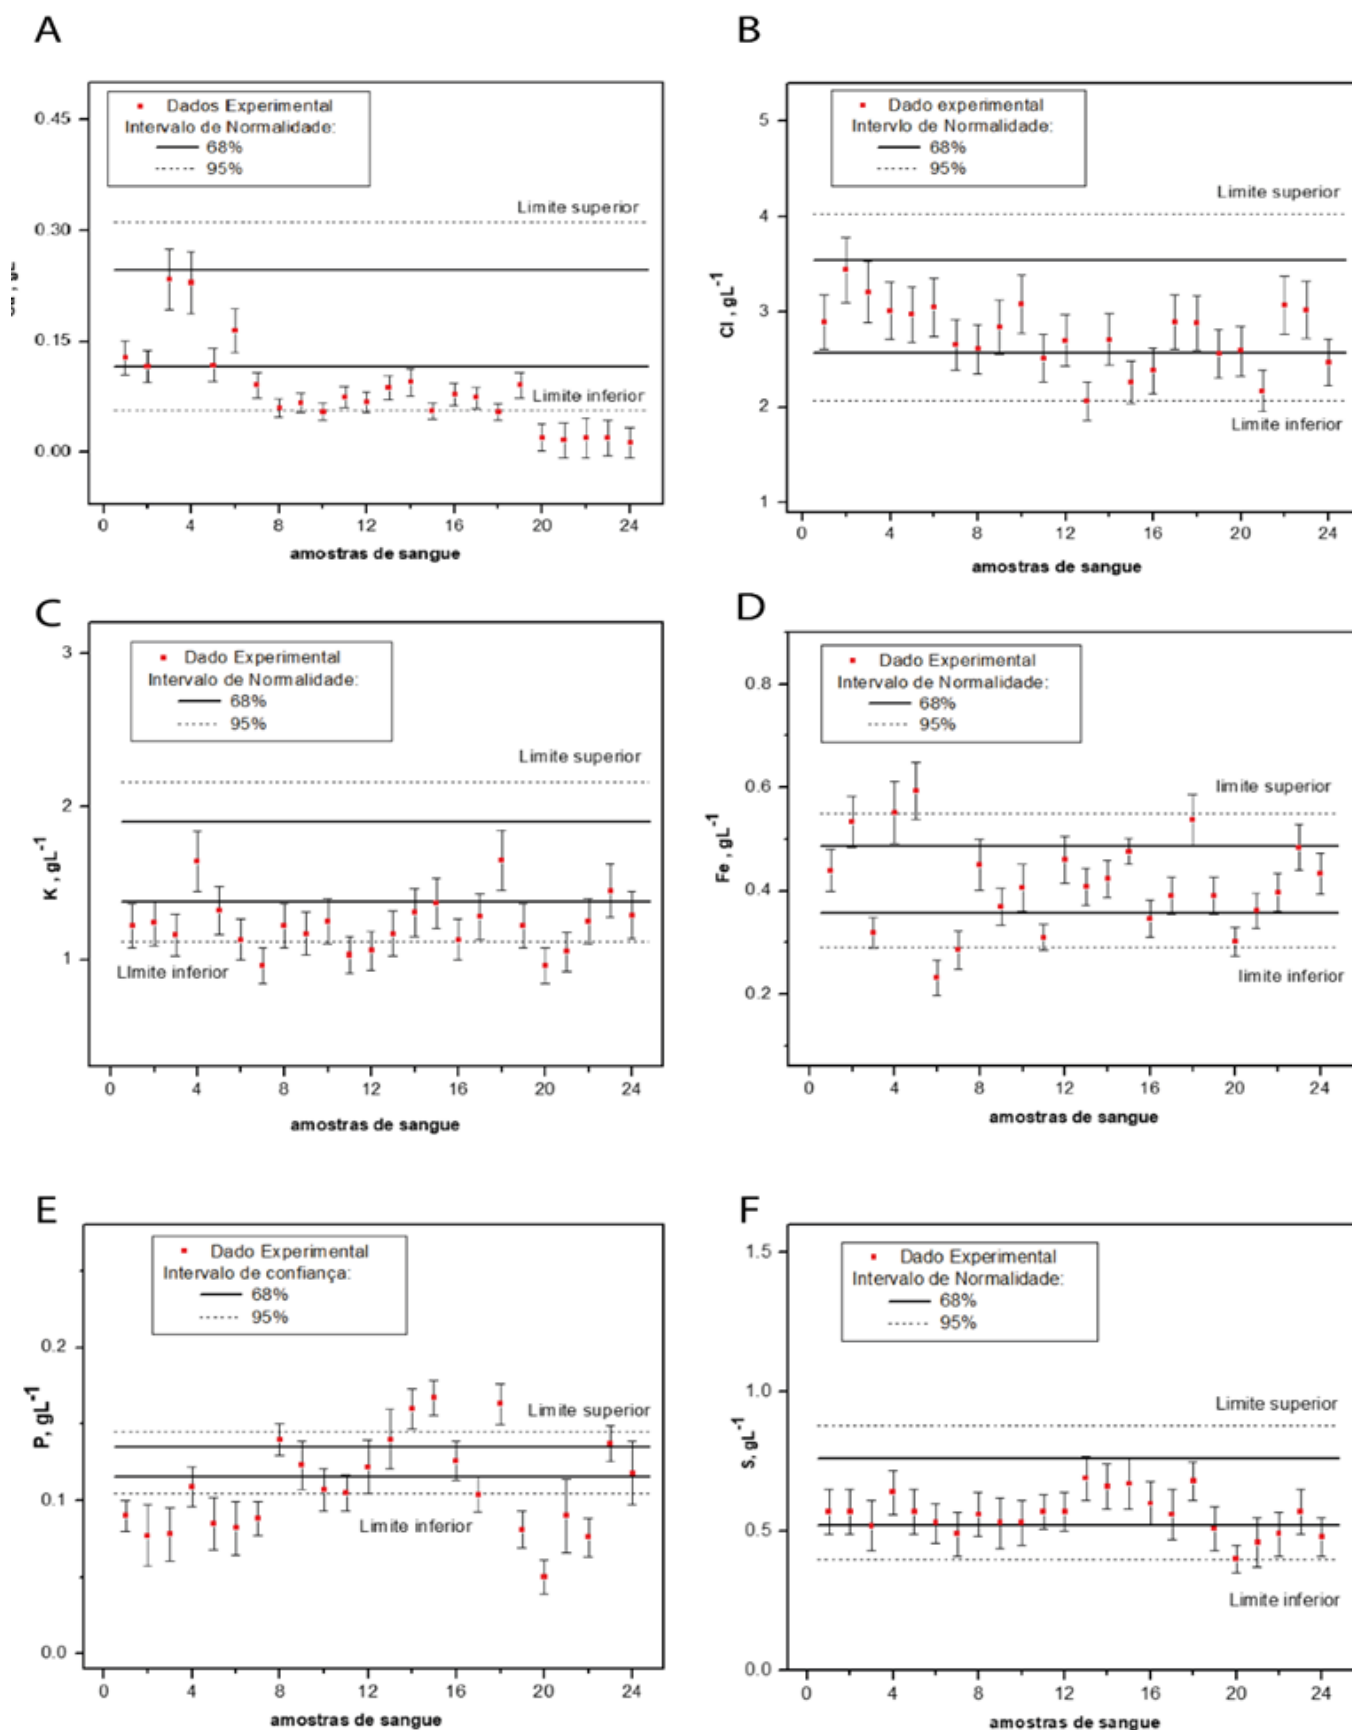 A
B
Dados Experimental
Intervalo de Normalidade:
68%
95%
0.45
0.30
0.15
0.00
Limite superior
Limite inferior
0 4 8 12 16 20 24
amostras de sangue
Dado experimental
Intervlo de Normalidade:
68%
95%
5
4
3
2
1
Cl , gL-1
Limite superior
Limite inferior
0 4 8 12 16 20 24
amostras de sangue
C
D
Dado Experimental
Intervalo de Normalidade:
68%
95%
3
2
1
K , gL-1
Limite superior
LImite inferior
0 4 8 12 16 20 24
amostras de sangue
Dado Experimental
Intervalo de Normalidade:
68%
95%
0.8
0.6
0.4
0.2
Fe , gL-1
limite superior
limite inferior
0 4 8 12 16 20 24
amostras de sangue
E
F
Dado Experimental
Intervalo de confiança:
68%
95%
0.2
0.1
0.0
P, gL-1
Limite superior
Limite inferior
0 4 8 12 16 20 24
amostras de sangue
Dado Experimental
Intervalo de Normalidade:
68%
95%
1.5
1.0
0.5
0.0
S, gL-1
Limite superior
Limite inferior
0 4 8 12 16 20 24
amostras de sangue